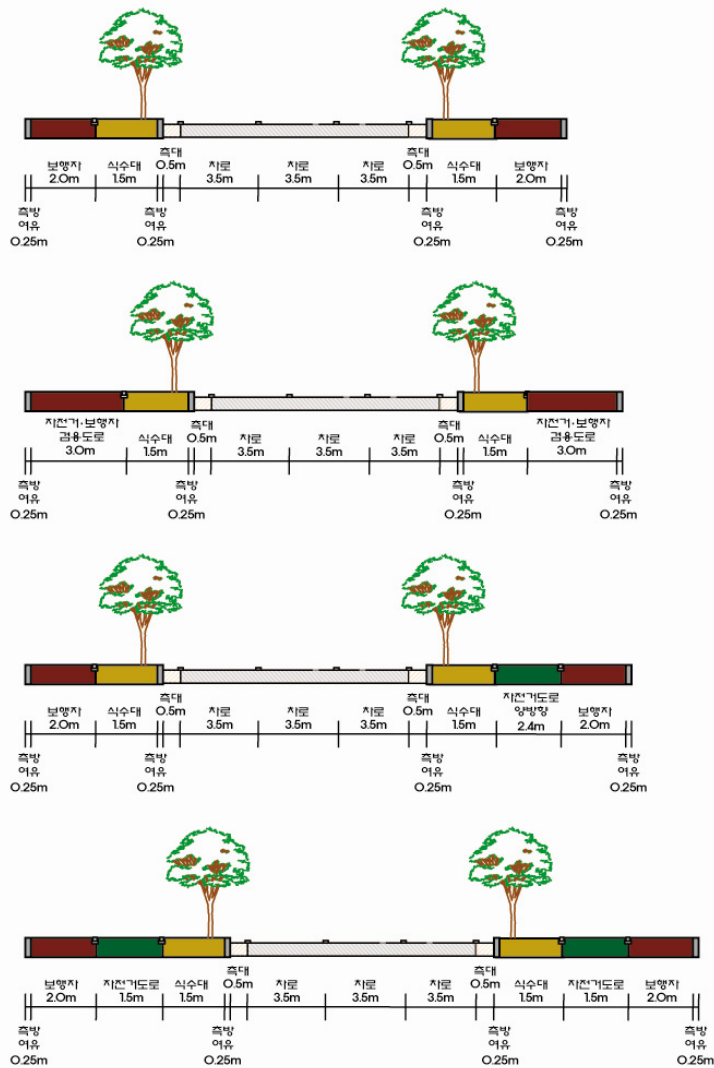 측대 측대
보행자 식수대 0.5m 차로 차로 차로 0.5m 식수대 보행자
2.0m 1.5m 3.5m 3.5m 3.5m 1.5m 2.0m
측방 측방 측방 측방
여유 여유 여유 여유
0.25m 0.25m 0.25m 0.25m
자전거·보행자 측대 측대 자전거·보행자
겸용도로 식수대 0.5m 차로 차로 차로 0.5m 식수대 겸용도로
3.0m 1.5m 3.5m 3.5m 3.5m 1.5m 3.0m
측방 측방 측방 측방
여유 여유 여유 여유
0.25m 0.25m 0.25m 0.25m
측대 측대 자전거도로
보행자 식수대 0.5m 차로 차로 차로 0.5m 식수대 양방향 보행자
2.0m 1.5m 3.5m 3.5m 3.5m 1.5m 2.4m 2.0m
측방 측방 측방 측방
여유 여유 여유 여유
0.25m 0.25m 0.25m 0.25m
측대 측대
보행자 자전거도로 식수대 0.5m 차로 차로 차로 0.5m 식수대 자전거도로 보행자
2.0m 1.5m 1.5m 3.5m 3.5m 3.5m 1.5m 1.5m 2.0m
측방 측방 측방 측방
여유 여유 여유 여유
0.25m 0.25m 0.25m 0.25m